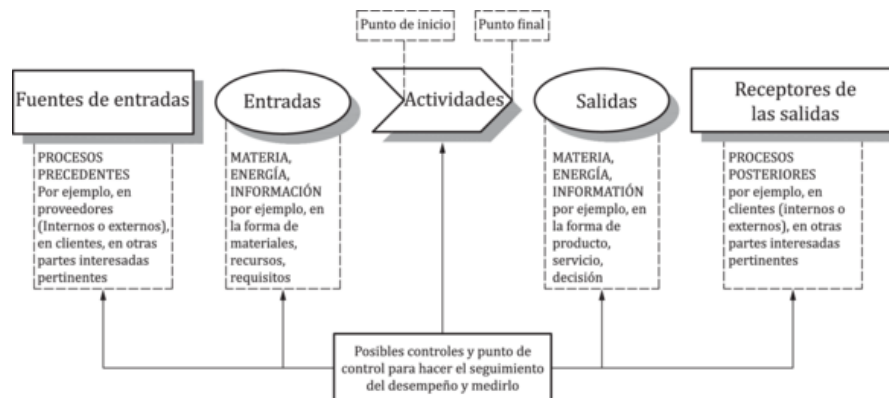 Punto de inicio
Punto final
Fuentes de entradas
Entradas
Actividades
Salidas
Receptores de
las salidas
PROCESOS
PRECEDENTES
Por ejemplo, en
proveedores
(Internos o externos),
en clientes, en otras
partes interesadas
pertinentes
MATERIA,
ENERGÍA,
INFORMACIÓN
por ejemplo, en
la forma de
materiales,
recursos,
requisitos
MATERIA,
ENERGÍA,
INFORMATIÓN
por ejemplo, en
la forma de
producto,
servicio,
decisión
PROCESOS
POSTERIORES
por ejemplo, en
clientes (internos o
externos), en otras
partes interesadas
pertinentes
Posibles controles y punto de
control para hacer el seguimiento
del desempeño y medirlo